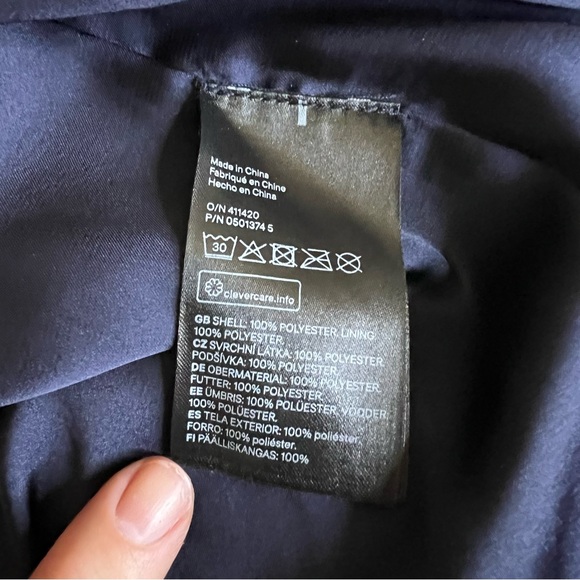 Made in China
Fabriqué en Chine
Hecho en China
O/N 411420
P/N 0501374 5
30
clevercare.info
GB SHELL: 100% POLYESTER. LINING
100% POLYESTER.
CZ SVRCHNÍ LÁTKA: 100% POLYESTER.
PODŠÍVKA: 100% POLYESTER.
DE OBERMATERIAL: 100% POLYESTER.
FUTTER: 100% POLYESTER.
EE ÜMBRIS: 100% POLÜESTER. VOODER:
100% POLÜESTER.
ES TELA EXTERIOR: 100% poliéster.
FORRO: 100% poliéster.
FI PÄÄLLISKANGAS: 100%